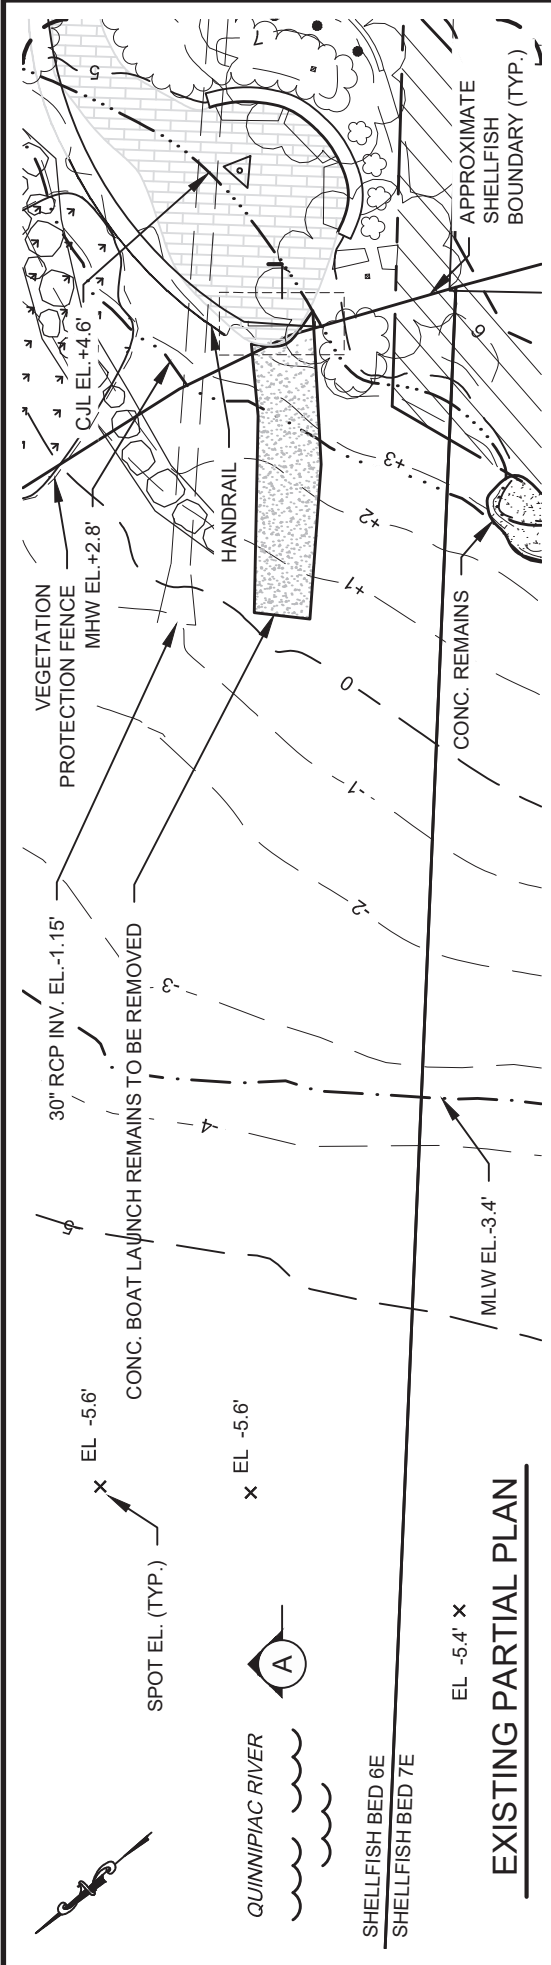 EXISTING PARTIAL PLAN
QUINNIPIAC RIVER
SHELLFISH BED 6E
SHELLFISH BED 7E
A
SPOT EL. (TYP.)
EL -5.6'
EL -5.6'
EL -5.4'
30" RCP INV. EL.-1.15'
CONC. BOAT LAUNCH REMAINS TO BE REMOVED
MLW EL.-3.4'
VEGETATION
PROTECTION FENCE
MHW EL.+2.8'
CJL EL.+4.6'
HANDRAIL
CONC. REMAINS
APPROXIMATE
SHELLFISH
BOUNDARY (TYP.)
-5
-4
-3
-2
-1
0
+1
+2
+3
5
7
6